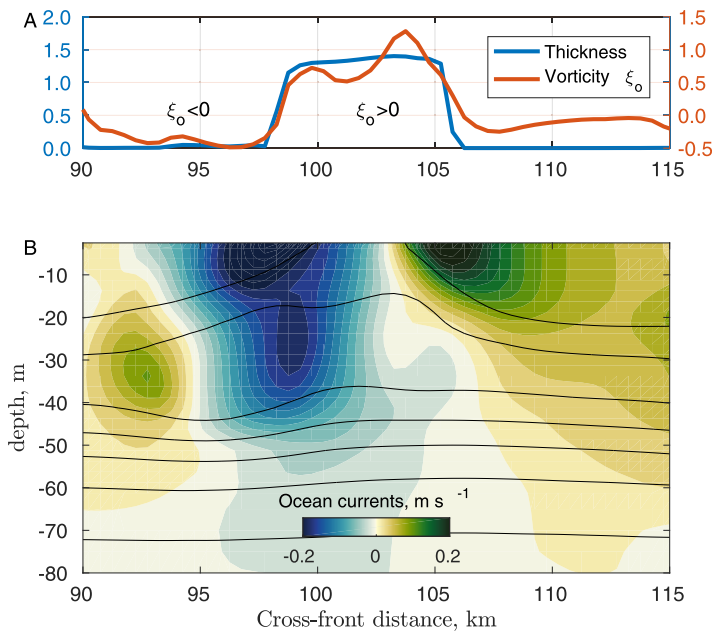 A
2.0
1.5
1.0
0.5
0.0
1.5
1.0
0.5
0.0
-0.5
Thickness
Vorticity ξo
ξo<0
ξo>0
90 95 100 105 110 115
B
-10
-20
-30
-40
-50
-60
-70
-80
depth, m
Ocean currents, m s -1
-0.2 0 0.2
90 95 100 105 110 115
Cross-front distance, km